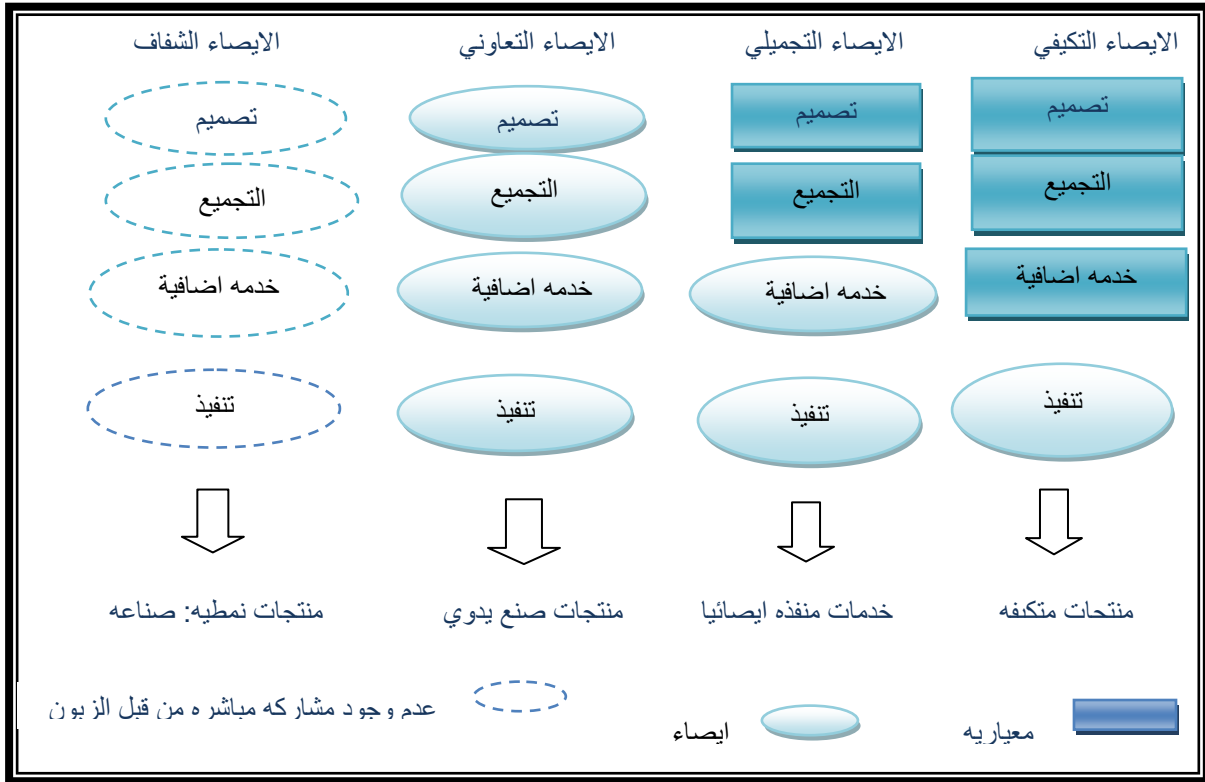 الايصاء التكيفي
الايصاء التجميلي
الايصاء التعاوني
الايصاء الشفاف
تصميم
تصميم
تصميم
تصميم
التجميع
التجميع
التجميع
التجميع
خدمه اضافية
خدمه اضافية
خدمه اضافية
خدمه اضافية
تنفيذ
تنفيذ
تنفيذ
تنفيذ
منتجات متكيفه
خدمات منفذه ايصائيا
منتجات صنع يدوي
منتجات نمطيه: صناعه
معياريه
ايصاء
عدم وجود مشاركه مباشره من قبل الزبون